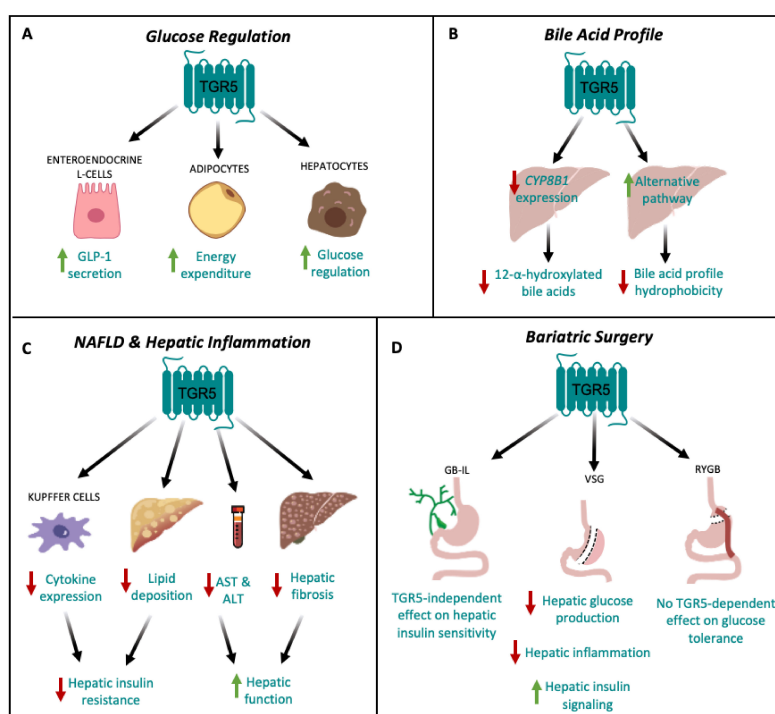 A
Glucose Regulation
TGR5
ENTEROENDOCRINE
L-CELLS
ADIPOCYTES
HEPATOCYTES
GLP-1
secretion
Energy
expenditure
Glucose
regulation
B
Bile Acid Profile
TGR5
CYP8B1
expression
Alternative
pathway
12-α-hydroxylated
bile acids
Bile acid profile
hydrophobicity
C
NAFLD & Hepatic Inflammation
TGR5
KUPFFER CELLS
Cytokine
expression
Lipid
deposition
AST &
ALT
Hepatic
fibrosis
Hepatic insulin
resistance
Hepatic
function
D
Bariatric Surgery
TGR5
GB-IL
VSG
RYGB
TGR5-independent
effect on hepatic
insulin sensitivity
Hepatic glucose
production
Hepatic inflammation
Hepatic insulin
signaling
No TGR5-dependent
effect on glucose
tolerance